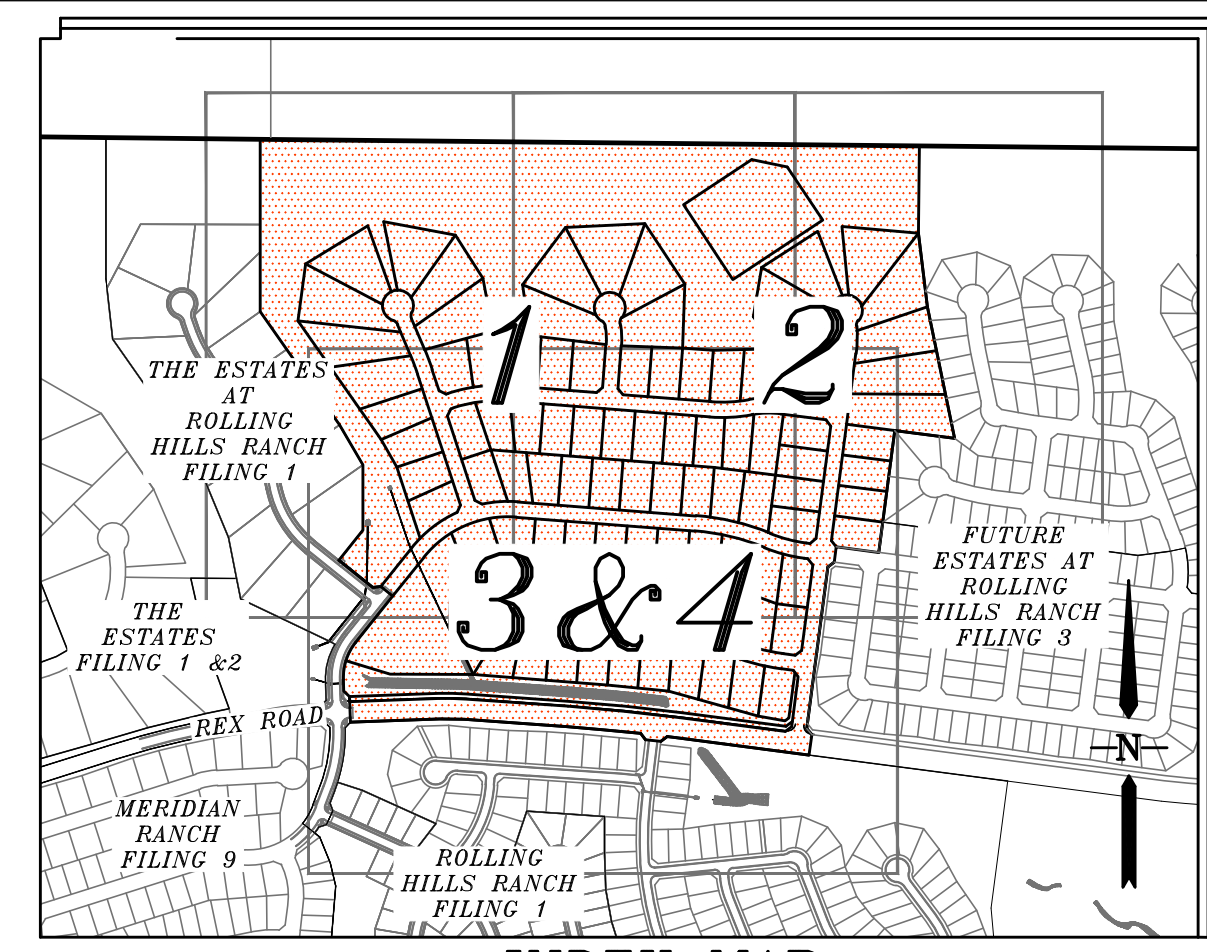 1
2
THE ESTATES
AT
ROLLING
HILLS RANCH
FILING 1
3 & 4
FUTURE
ESTATES AT
ROLLING
HILLS RANCH
FILING 3
THE
ESTATES
FILING 1 &2
REX ROAD
N
MERIDIAN
RANCH
FILING 9
ROLLING
HILLS RANCH
FILING 1